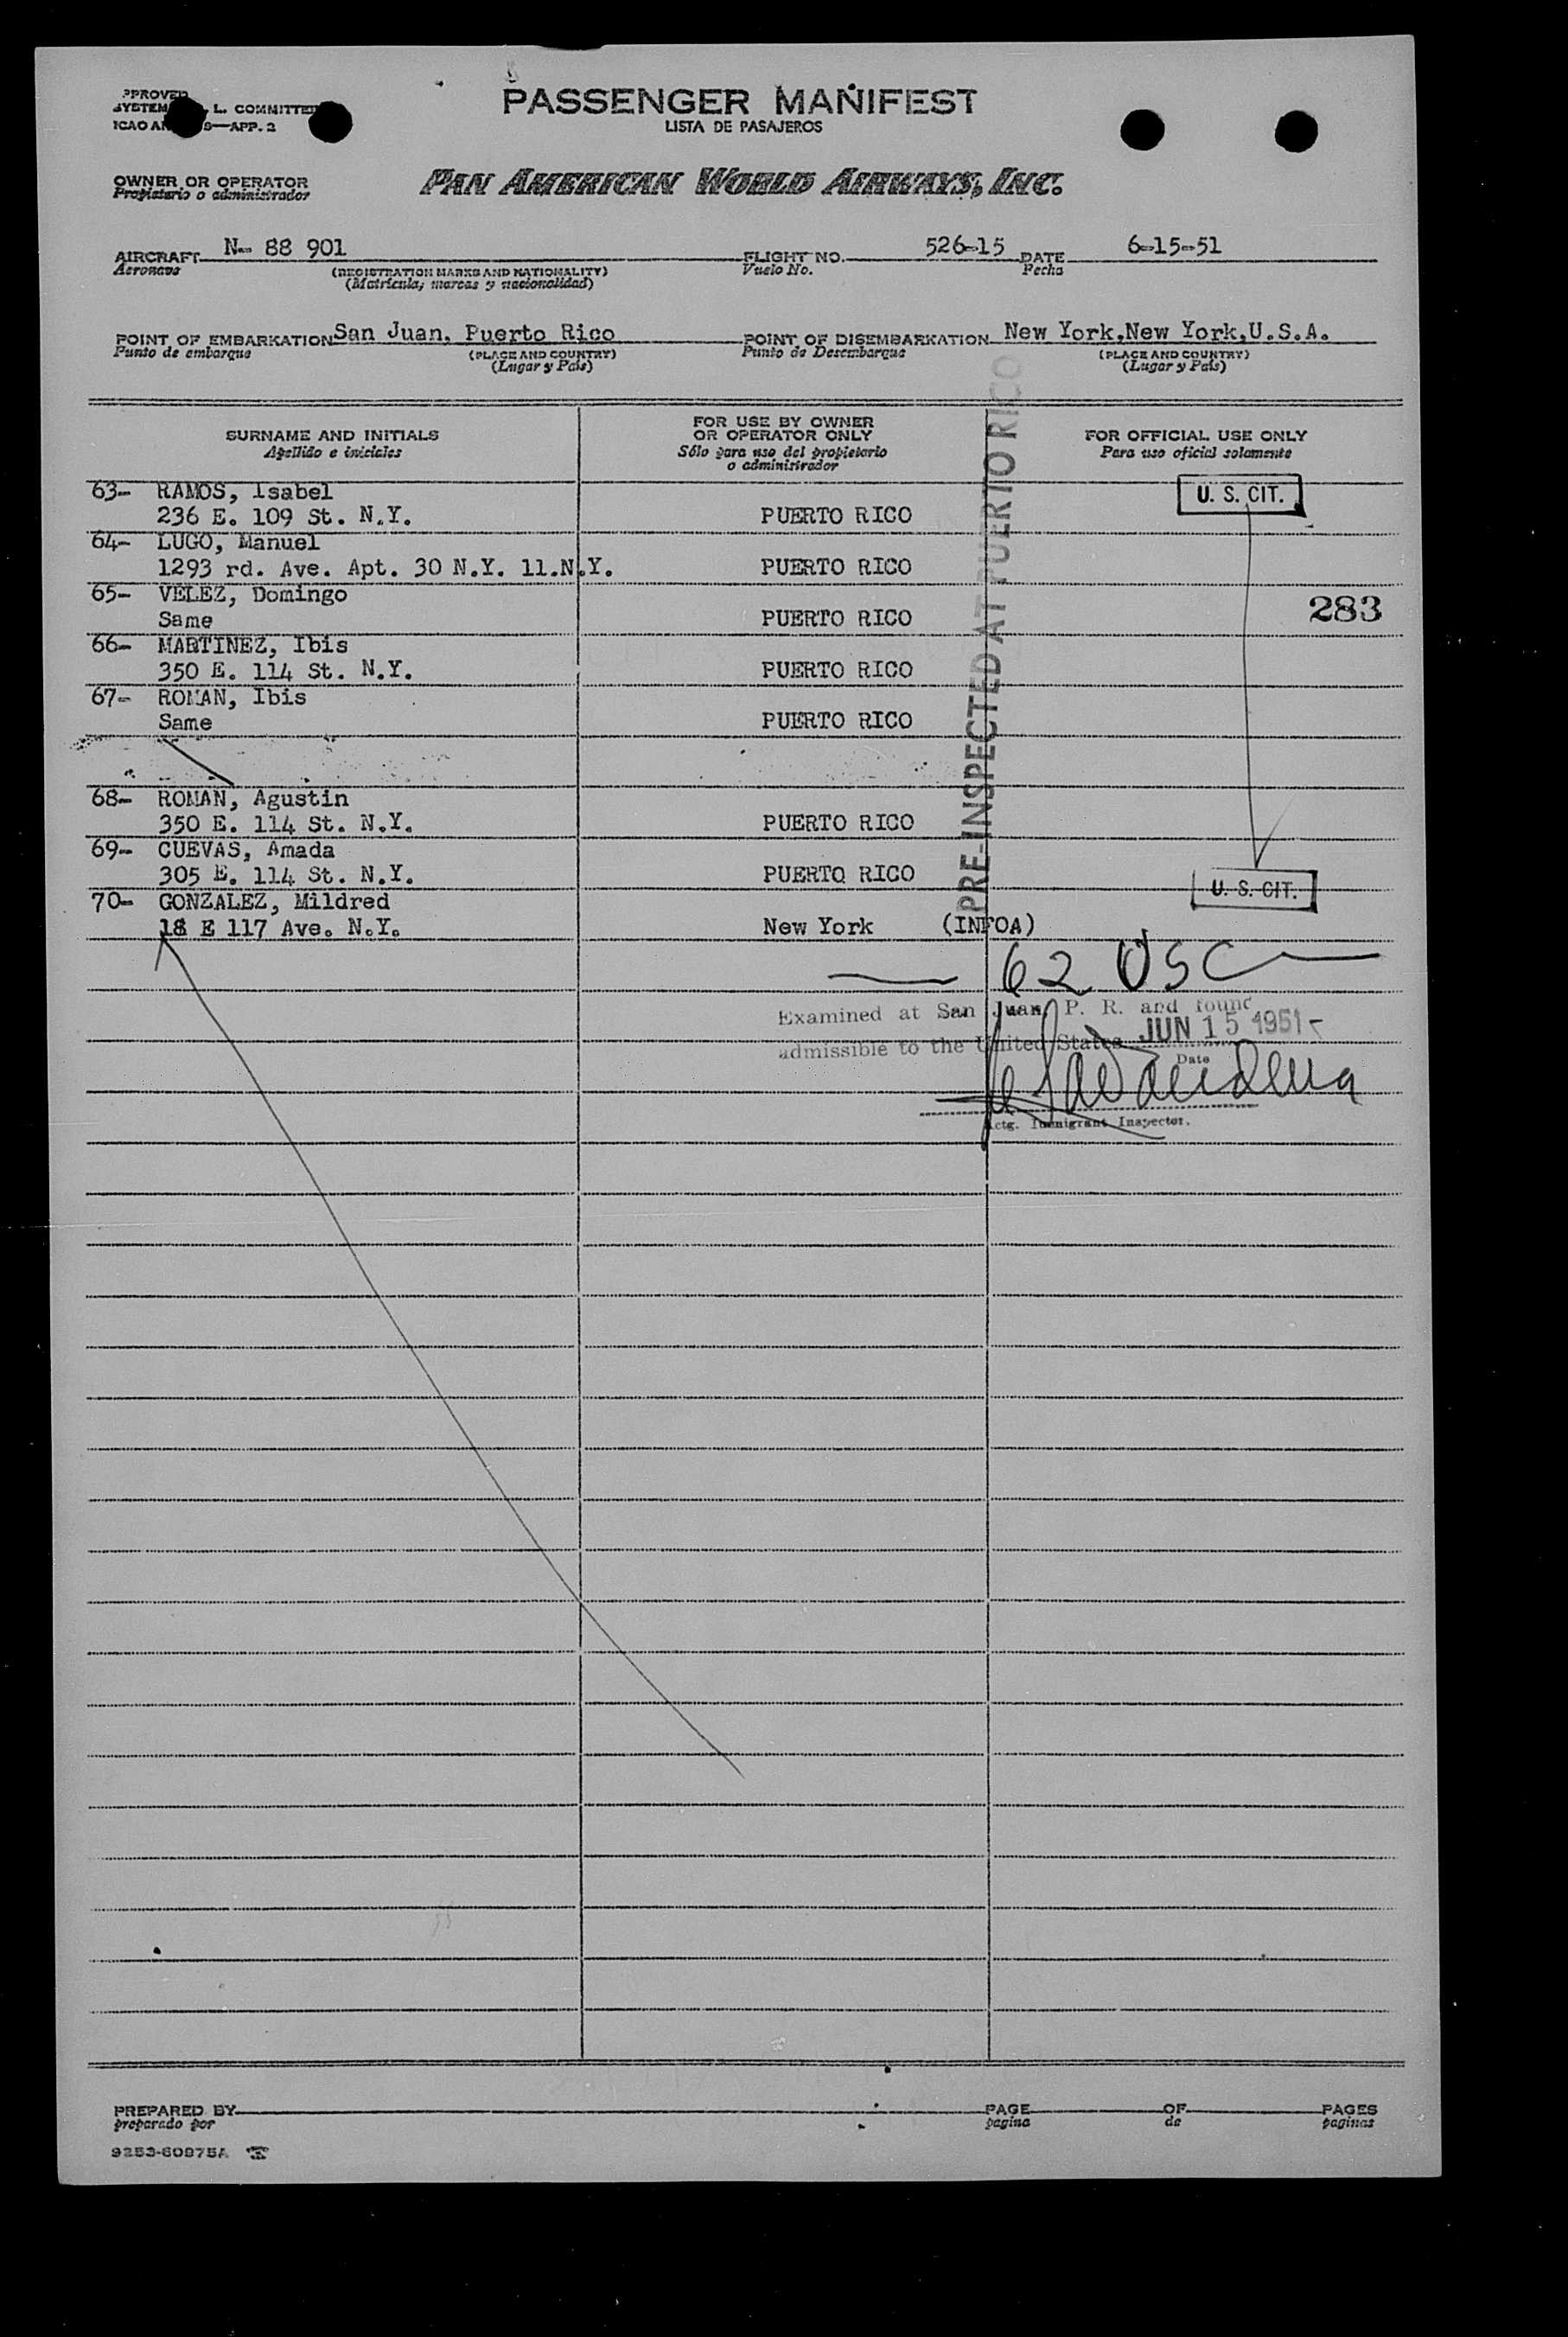 PASSENGER MANIFEST
LISTA DE PASAJEROS
L. COMMITTEE
APP. 2
OWNER OR OPERATOR
Propietario o administrador
PAN AMERICAN WORLD AIRWAYS, INC.
AIRCRAFT N- 88 901 FLIGHT NO. 526-15 DATE 6-15-51
Aeronave (REGISTRATION MARKS AND NATIONALITY) Vuelo No. Fecha
(Matrícula, marcas y nacionalidad)
POINT OF EMBARKATION San Juan, Puerto Rico POINT OF DISEMBARKATION New York,New York,U.S.A.
Punto de embarque (PLACE AND COUNTRY) Punto de Desembarque (PLACE AND COUNTRY)
(Lugar y País) (Lugar y País)
SURNAME AND INITIALS
Apellido e iniciales
FOR USE BY OWNER
OR OPERATOR ONLY
Sólo para uso del propietario
o administrador
FOR OFFICIAL USE ONLY
Para uso oficial solamente
63- RAMOS, Isabel U. S. CIT.
236 E. 109 St. N.Y. PUERTO RICO
64- LUGO, Manuel
1293 rd. Ave. Apt. 30 N.Y. 11.N.Y. PUERTO RICO
65- VELEZ, Domingo 283
Same PUERTO RICO
66- MARTINEZ, Ibis
350 E. 114 St. N.Y. PUERTO RICO
67- ROMAN, Ibis
Same PUERTO RICO
68- ROMAN, Agustin
350 E. 114 St. N.Y. PUERTO RICO
69- CUEVAS, Amada
305 E. 114 St. N.Y. PUERTO RICO U. S. CIT.
70- GONZALEZ, Mildred
18 E 117 Ave. N.Y. New York (INFOA)
PRE-INSPECTED AT PUERTO RICO
62 USC
Examined at San Juan, P. R. and found
admissible to the United States JUN 15 1951
Date
Actg. Immigrant Inspector.
PREPARED BY PAGE OF PAGES
preparado por pagina de paginas
9253-60975A